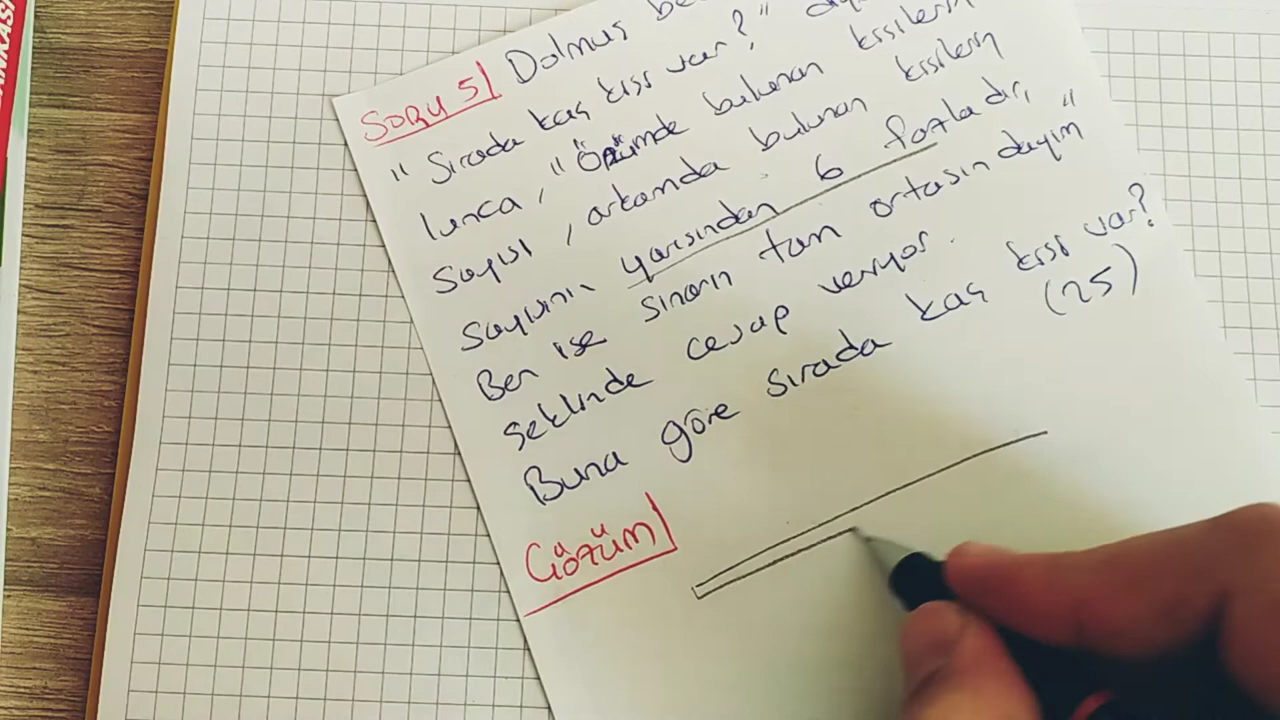 SORU 5| Dolmuş
" Sırada kaç kişi var? "
lunca, " Önümde bulunan kişilerin
Sayısı, arkamda bulunan kişilerin
Sayının yarısından 6 fazladır,
Ben ise sıranın tam ortasındayım "
şeklinde cevap veriyor.
Buna göre sırada kaç kişi var?
(25)
Çözüm